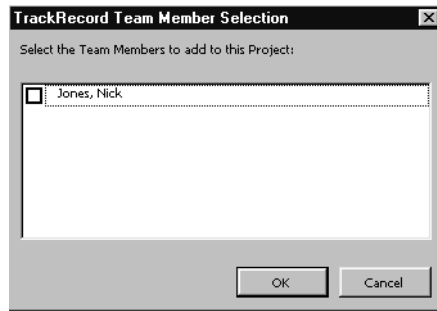 TrackRecord Team Member Selection
Select the Team Members to add to this Project:
Jones, Nick
OK Cancel